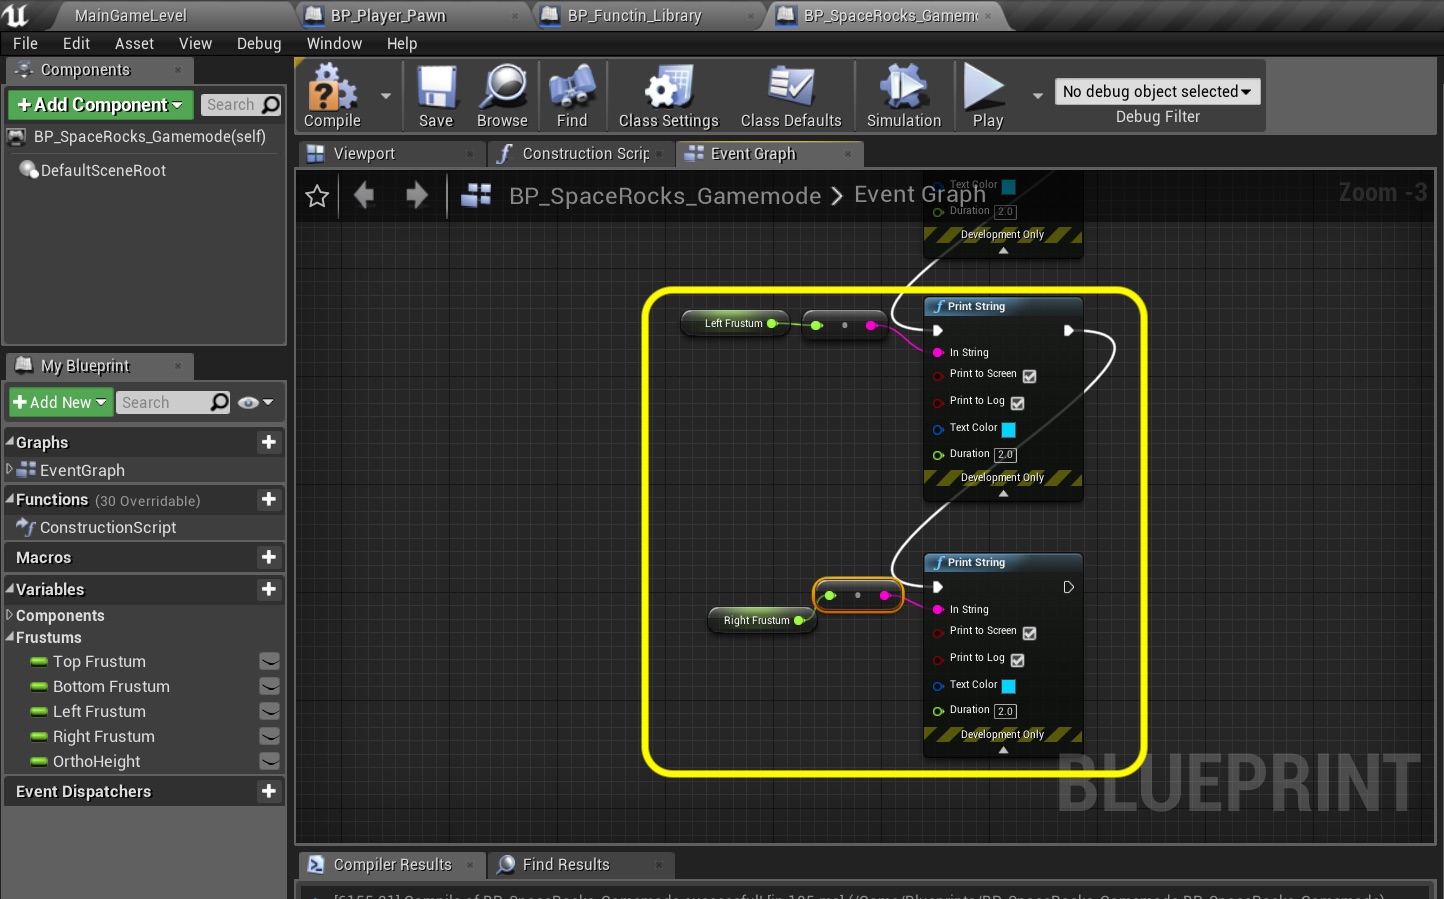 MainGameLevel
BP_Player_Pawn
BP_Functin_Library
BP_SpaceRocks_Gamem
File Edit Asset View Debug Window Help
Components
+Add Component
Search
BP_SpaceRocks_Gamemode(self)
DefaultSceneRoot
Compile
Save
Browse
Find
Class Settings
Class Defaults
Simulation
Play
No debug object selected
Debug Filter
Viewport
Construction Scrip
Event Graph
BP_SpaceRocks_Gamemode > Event Graph
Zoom -3
My Blueprint
+Add New
Search
Graphs
EventGraph
Functions (30 Overridable)
ConstructionScript
Macros
Variables
Components
Frustums
Top Frustum
Bottom Frustum
Left Frustum
Right Frustum
OrthoHeight
Event Dispatchers
Text Color
Duration 2.0
Development Only
Left Frustum
Print String
In String
Print to Screen
Print to Log
Text Color
Duration 2.0
Development Only
Right Frustum
Print String
In String
Print to Screen
Print to Log
Text Color
Duration 2.0
Development Only
BLUEPRINT
Compiler Results
Find Results